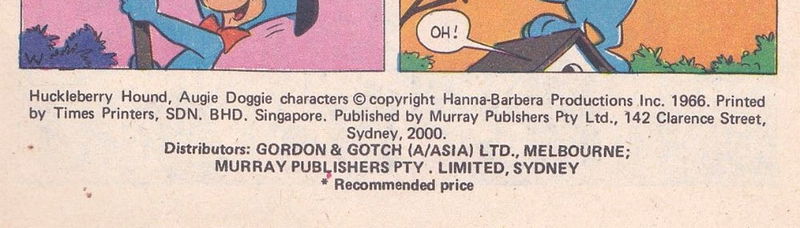 OH!
Huckleberry Hound, Augie Doggie characters © copyright Hanna-Barbera Productions Inc. 1966. Printed
by Times Printers, SDN. BHD. Singapore. Published by Murray Publshers Pty Ltd., 142 Clarence Street,
Sydney, 2000.
Distributors: GORDON & GOTCH (A/ASIA) LTD., MELBOURNE;
MURRAY PUBLISHERS PTY . LIMITED, SYDNEY
* Recommended price